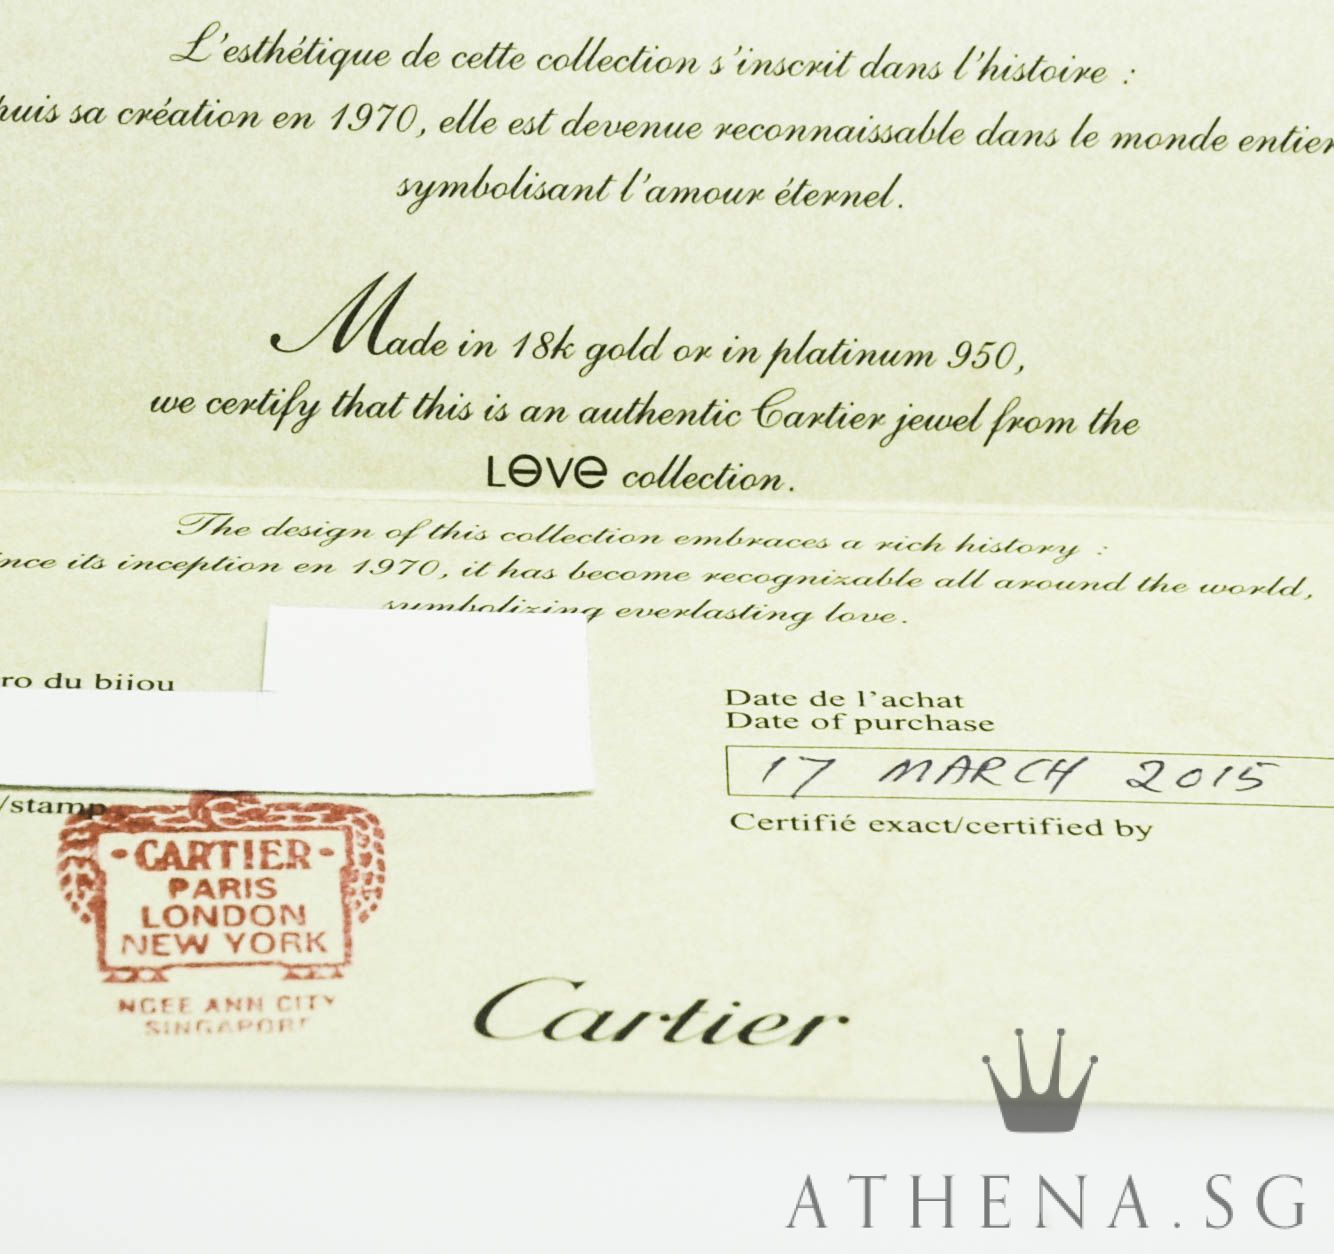 L'esthétique de cette collection s'inscrit dans l'histoire :
sa création en 1970, elle est devenue reconnaissable dans le monde entier
symbolisant l'amour éternel.
Made in 18k gold or in platinum 950,
we certify that this is an authentic Cartier jewel from the
LOVE collection.
The design of this collection embraces a rich history :
its inception en 1970, it has become recognizable all around the world,
symbolizing everlasting love.
du bijou
Date de l'achat
Date of purchase
17 MARCH 2015
/stamp
Certifié exact/certified by
- CARTIER -
PARIS
LONDON
NEW YORK
NGEE ANN CITY
SINGAPORE
Cartier
ATHENA.SG